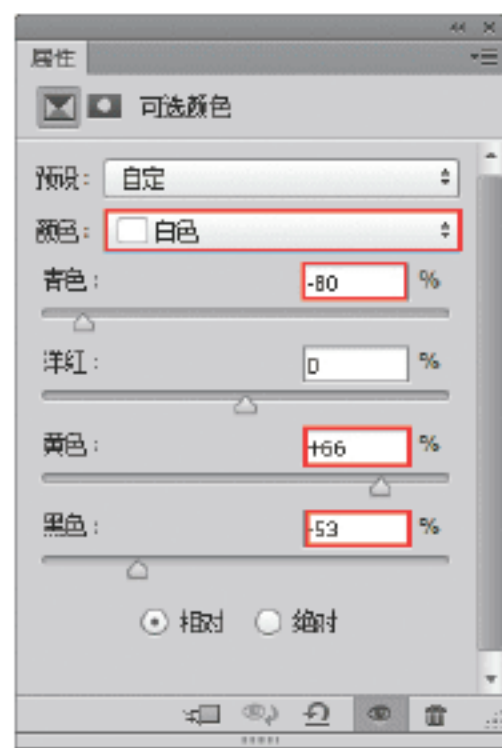 属性
可选颜色
预设： 自定
颜色： 白色
青色： -80 %
洋红： 0 %
黄色： +66 %
黑色： -53 %
相对 绝对